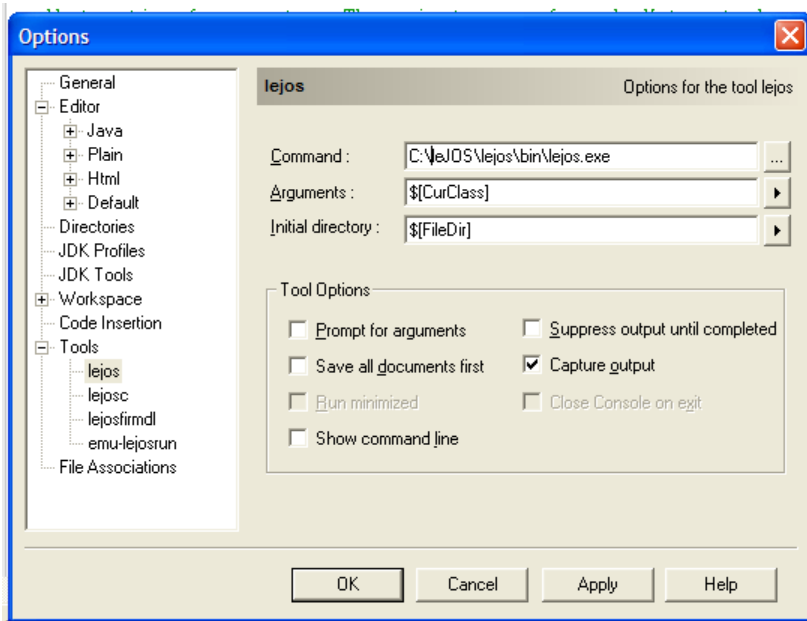 Options
General
Editor
Java
Plain
Html
Default
Directories
JDK Profiles
JDK Tools
Workspace
Code Insertion
Tools
lejos
lejosc
lejosfirmdl
emu-lejosrun
File Associations
lejos Options for the tool lejos
Command : C:\leJOS\lejos\bin\lejos.exe ...
Arguments : $[CurClass]
Initial directory : $[FileDir]
Tool Options
Prompt for arguments Suppress output until completed
Save all documents first Capture output
Run minimized Close Console on exit
Show command line
OK Cancel Apply Help